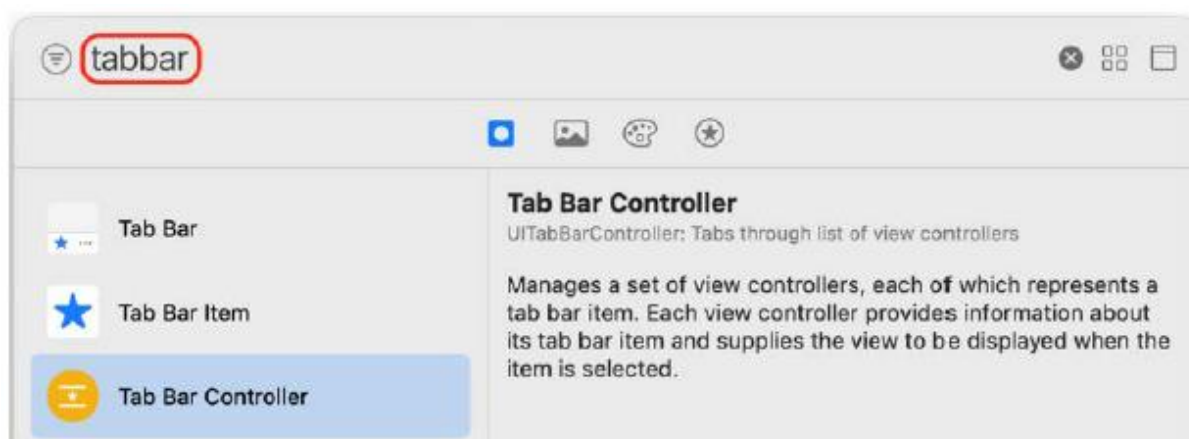 tabbar
Tab Bar
Tab Bar Item
Tab Bar Controller
Tab Bar Controller
UITabBarController: Tabs through list of view controllers
Manages a set of view controllers, each of which represents a
tab bar item. Each view controller provides information about
its tab bar item and supplies the view to be displayed when the
item is selected.